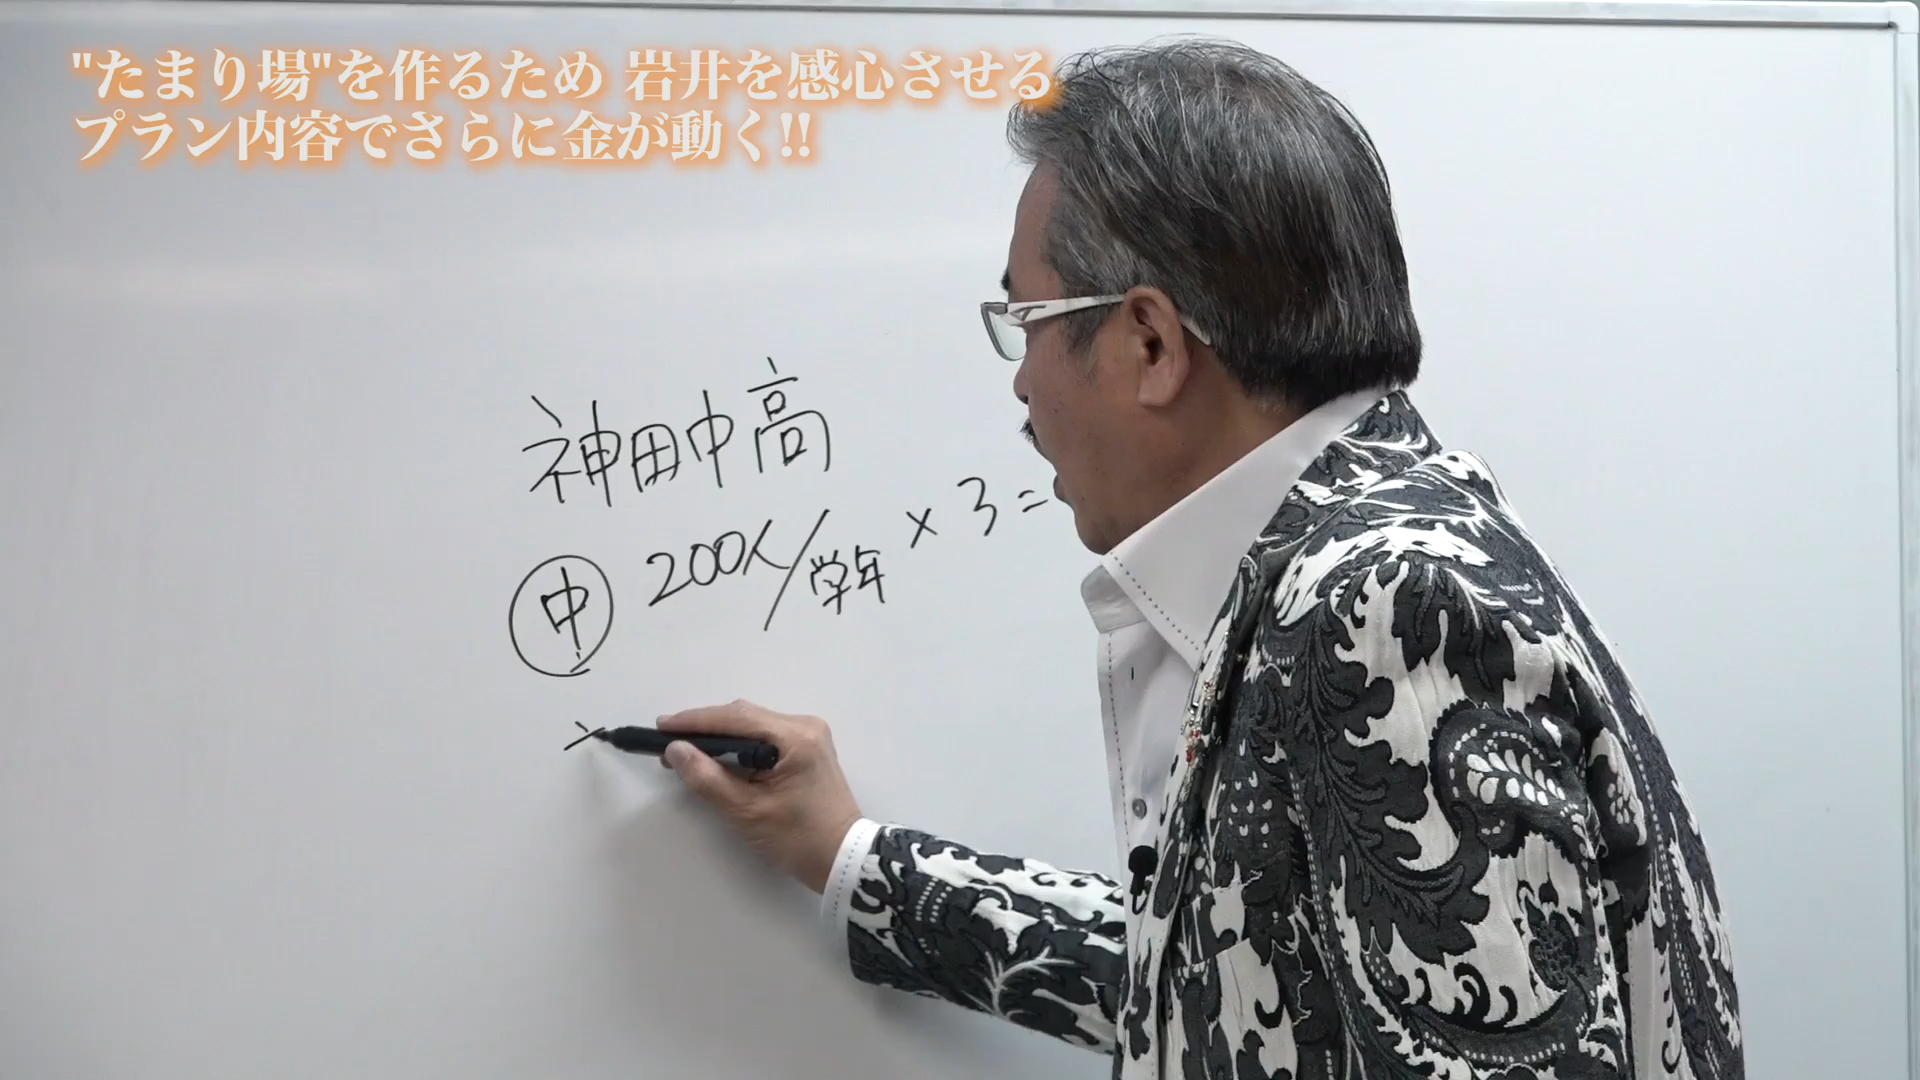 "たまり場"を作るため 岩井を感心させる
プラン内容でさらに金が動く!!
神田中高
中 200人/学年 × 3 =